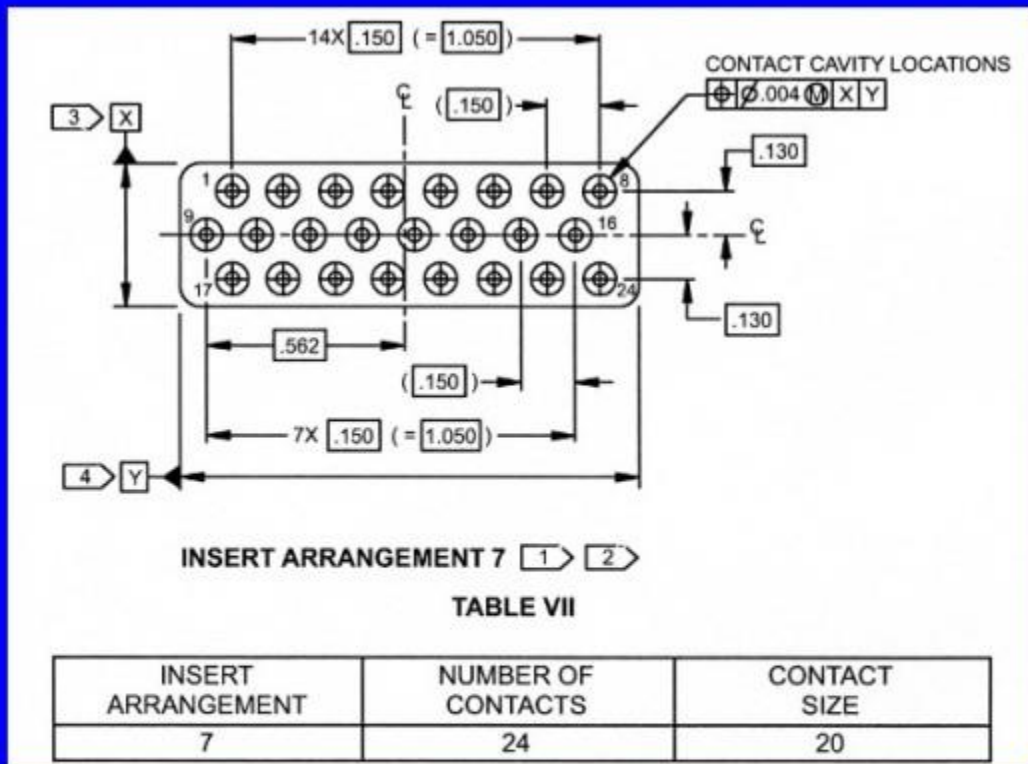 14X .150 ( = 1.050 )
CONTACT CAVITY LOCATIONS
⌖ Ø.004 Ⓜ X Y
℄
( .150 )
3 X
.130
1 8
9 16
℄
17 24
.130
.562
( .150 )
7X .150 ( = 1.050 )
4 Y
INSERT ARRANGEMENT 7 1 2
TABLE VII
INSERT ARRANGEMENT
NUMBER OF CONTACTS
CONTACT SIZE
7 24 20